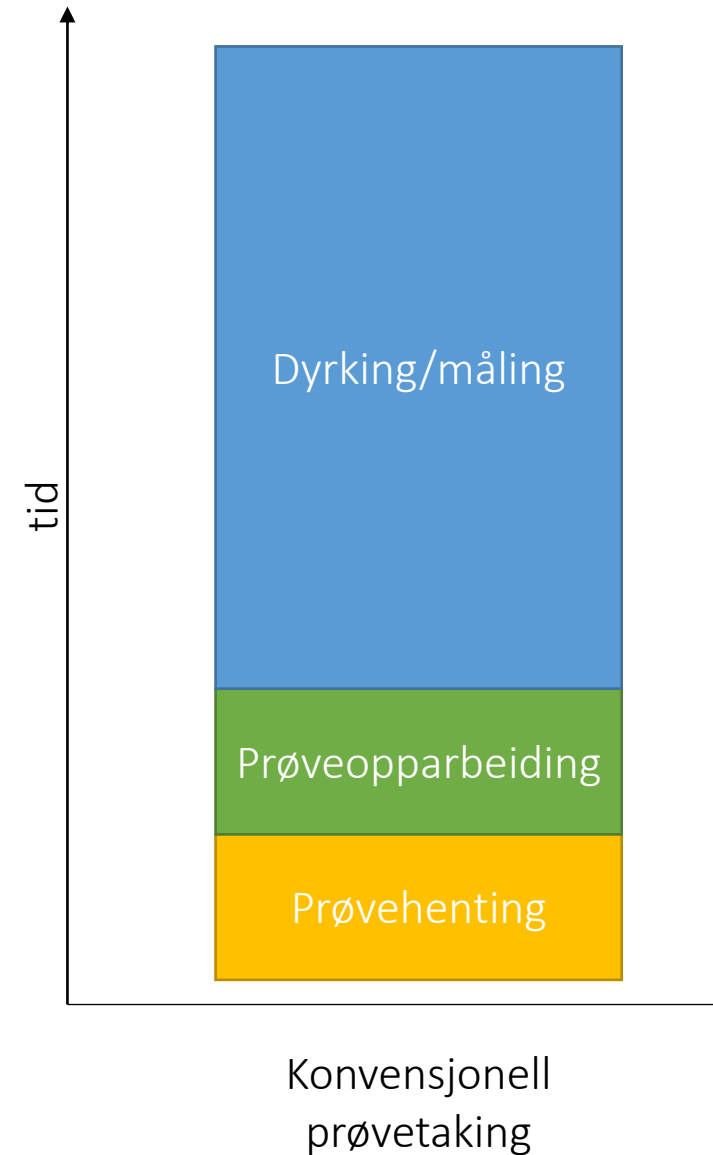 tid
Dyrking/måling
Prøveopparbeiding
Prøvehenting
Konvensjonell
prøvetaking